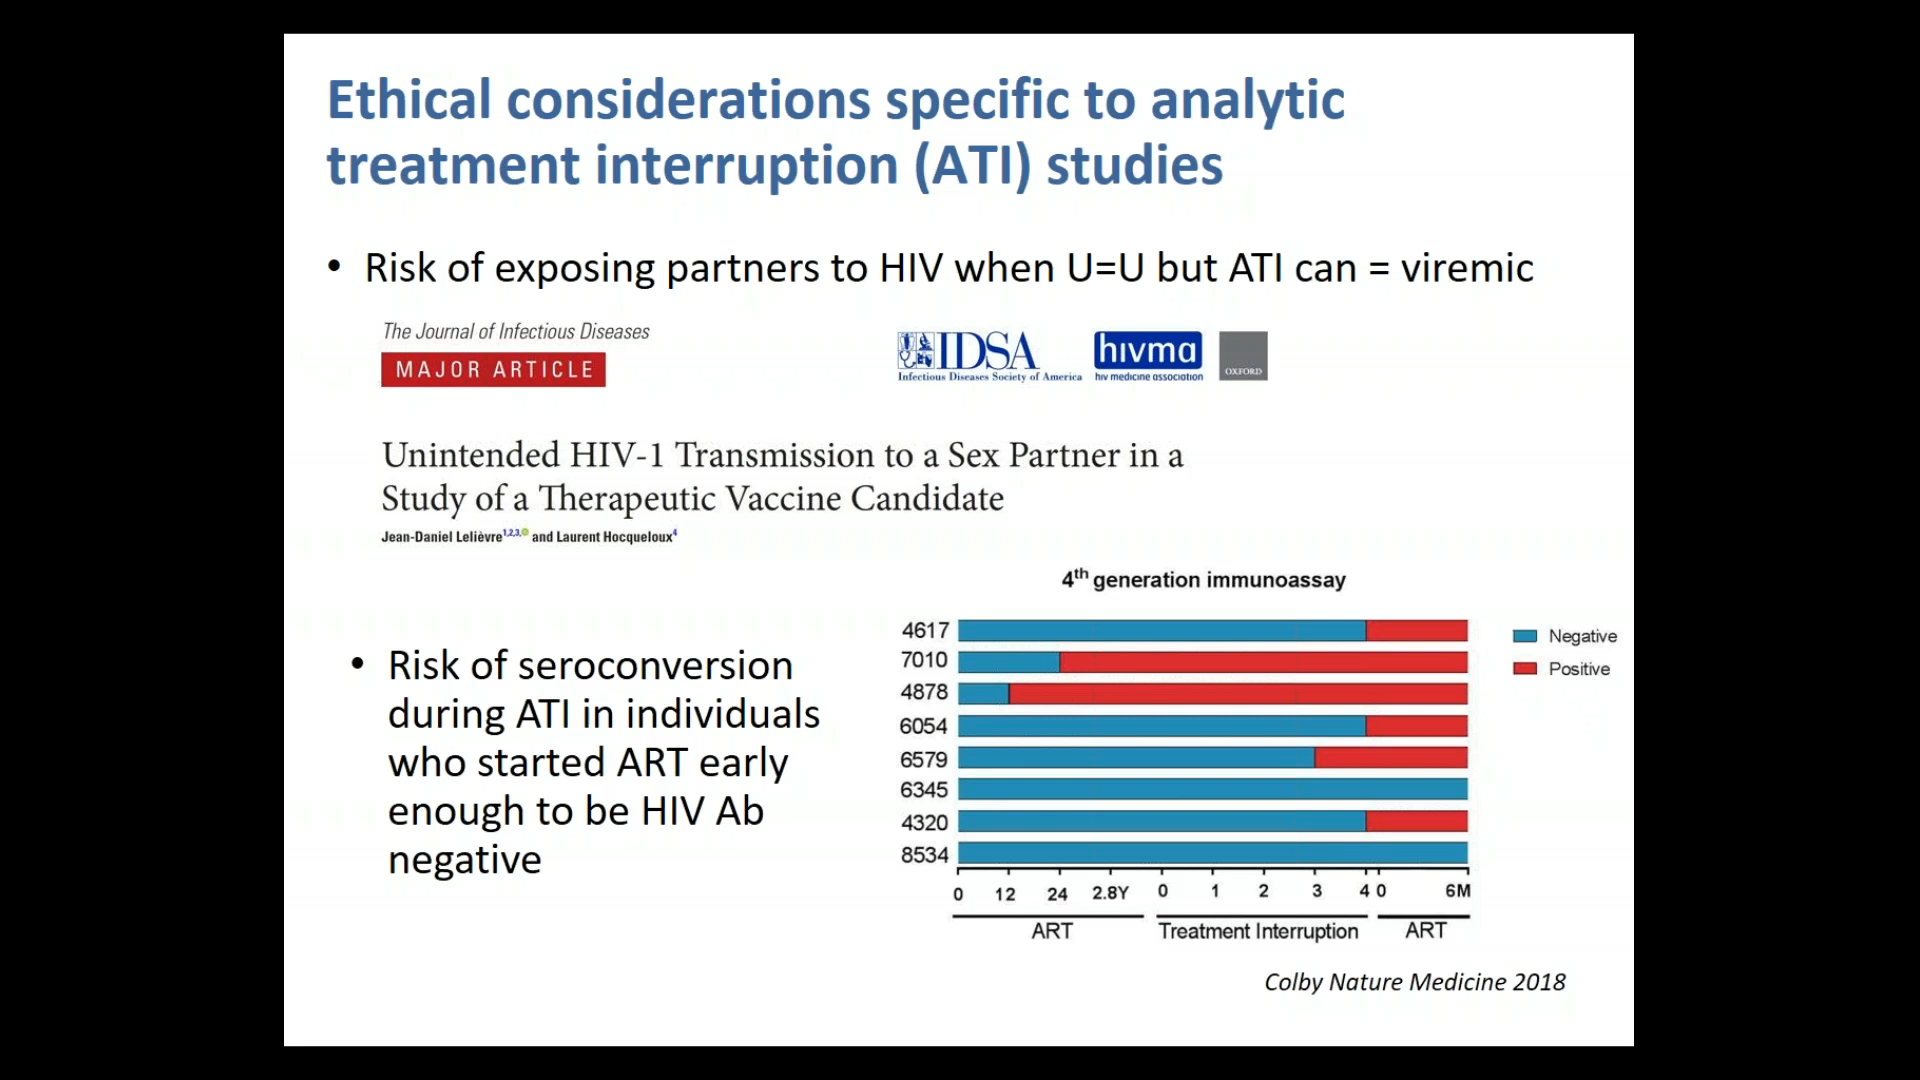 Ethical considerations specific to analytic
treatment interruption (ATI) studies
• Risk of exposing partners to HIV when U=U but ATI can = viremic
The Journal of Infectious Diseases
MAJOR ARTICLE
IDSA
Infectious Diseases Society of America
hivma
hiv medicine association
OXFORD
Unintended HIV-1 Transmission to a Sex Partner in a
Study of a Therapeutic Vaccine Candidate
Jean-Daniel Lelièvre1,2,3, and Laurent Hocqueloux4
• Risk of seroconversion
during ATI in individuals
who started ART early
enough to be HIV Ab
negative
4th generation immunoassay
4617
7010
4878
6054
6579
6345
4320
8534
Negative
Positive
0 12 24 2.8Y 0 1 2 3 4 0 6M
ART Treatment Interruption ART
Colby Nature Medicine 2018